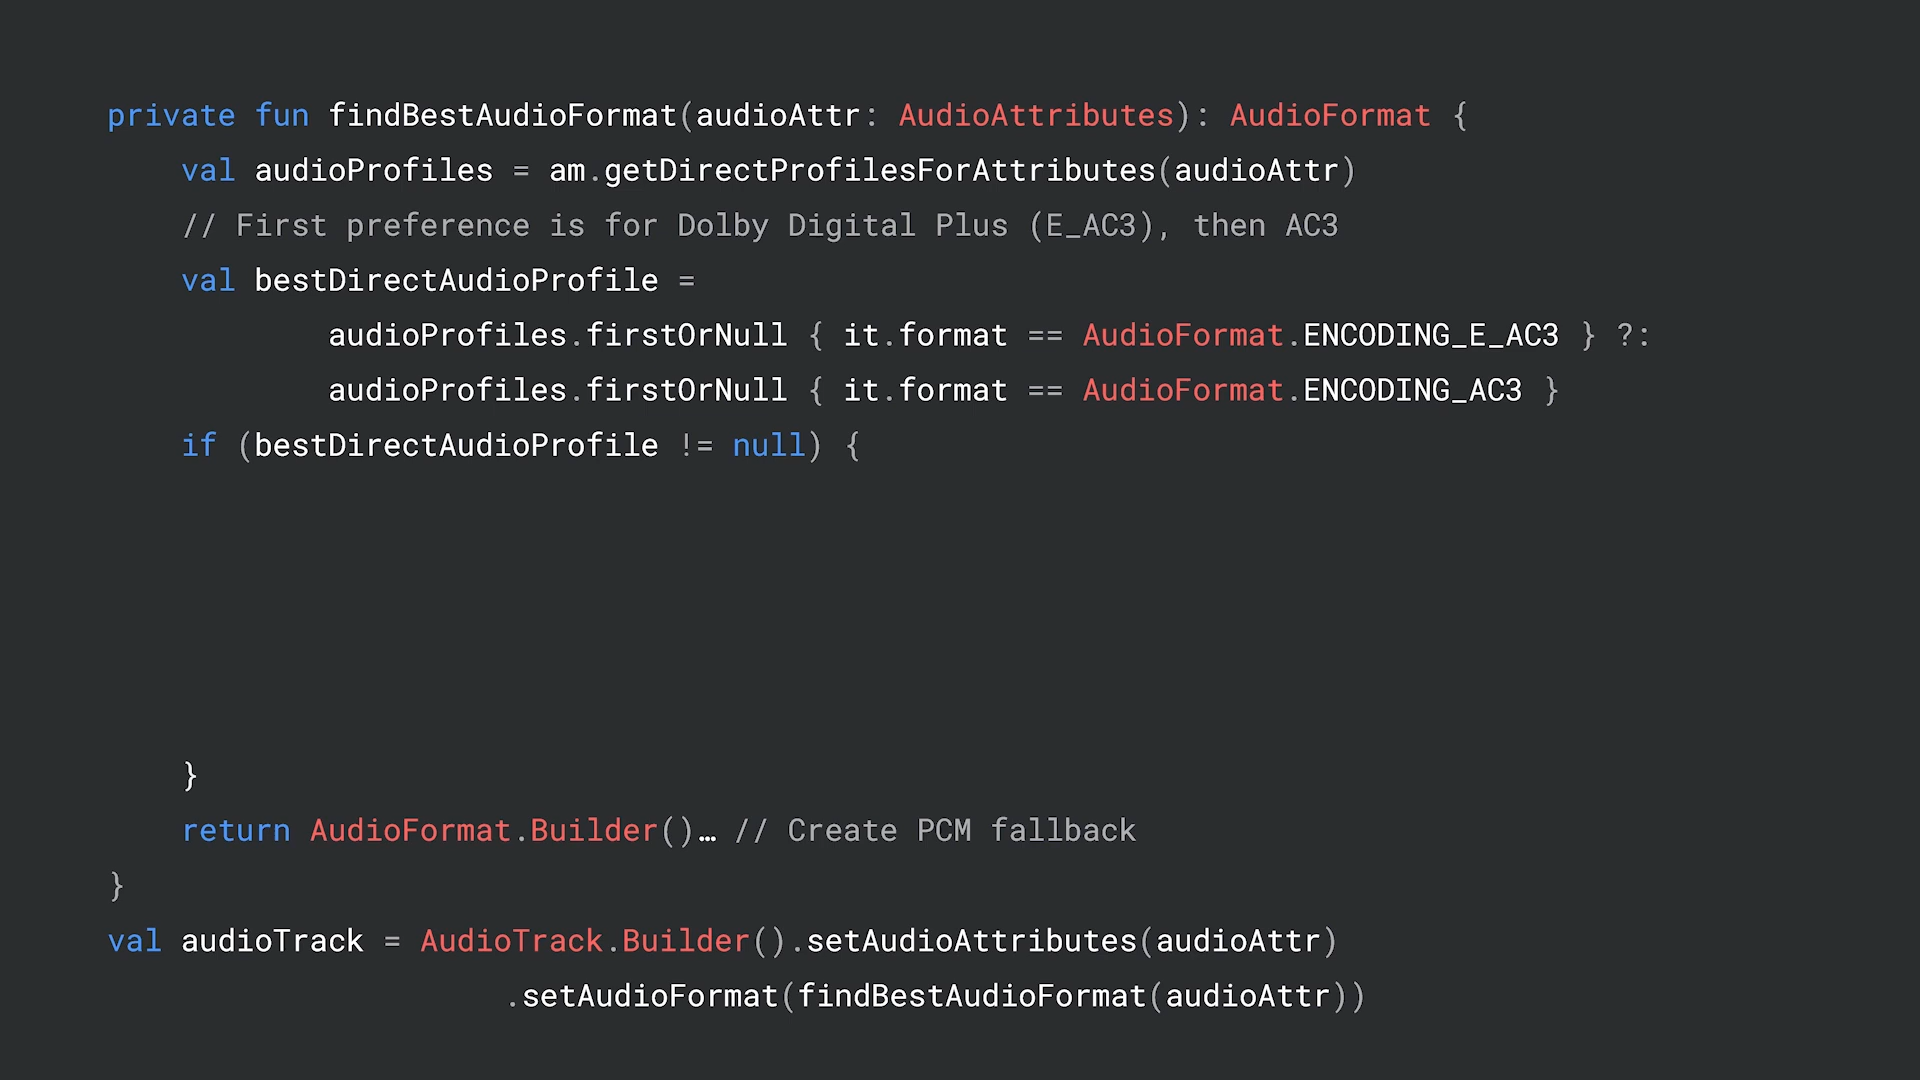 private fun findBestAudioFormat(audioAttr: AudioAttributes): AudioFormat {
    val audioProfiles = am.getDirectProfilesForAttributes(audioAttr)
    // First preference is for Dolby Digital Plus (E_AC3), then AC3
    val bestDirectAudioProfile =
            audioProfiles.firstOrNull { it.format == AudioFormat.ENCODING_E_AC3 } ?:
            audioProfiles.firstOrNull { it.format == AudioFormat.ENCODING_AC3 }
    if (bestDirectAudioProfile != null) {
    }
    return AudioFormat.Builder()… // Create PCM fallback
}
val audioTrack = AudioTrack.Builder().setAudioAttributes(audioAttr)
                      .setAudioFormat(findBestAudioFormat(audioAttr))